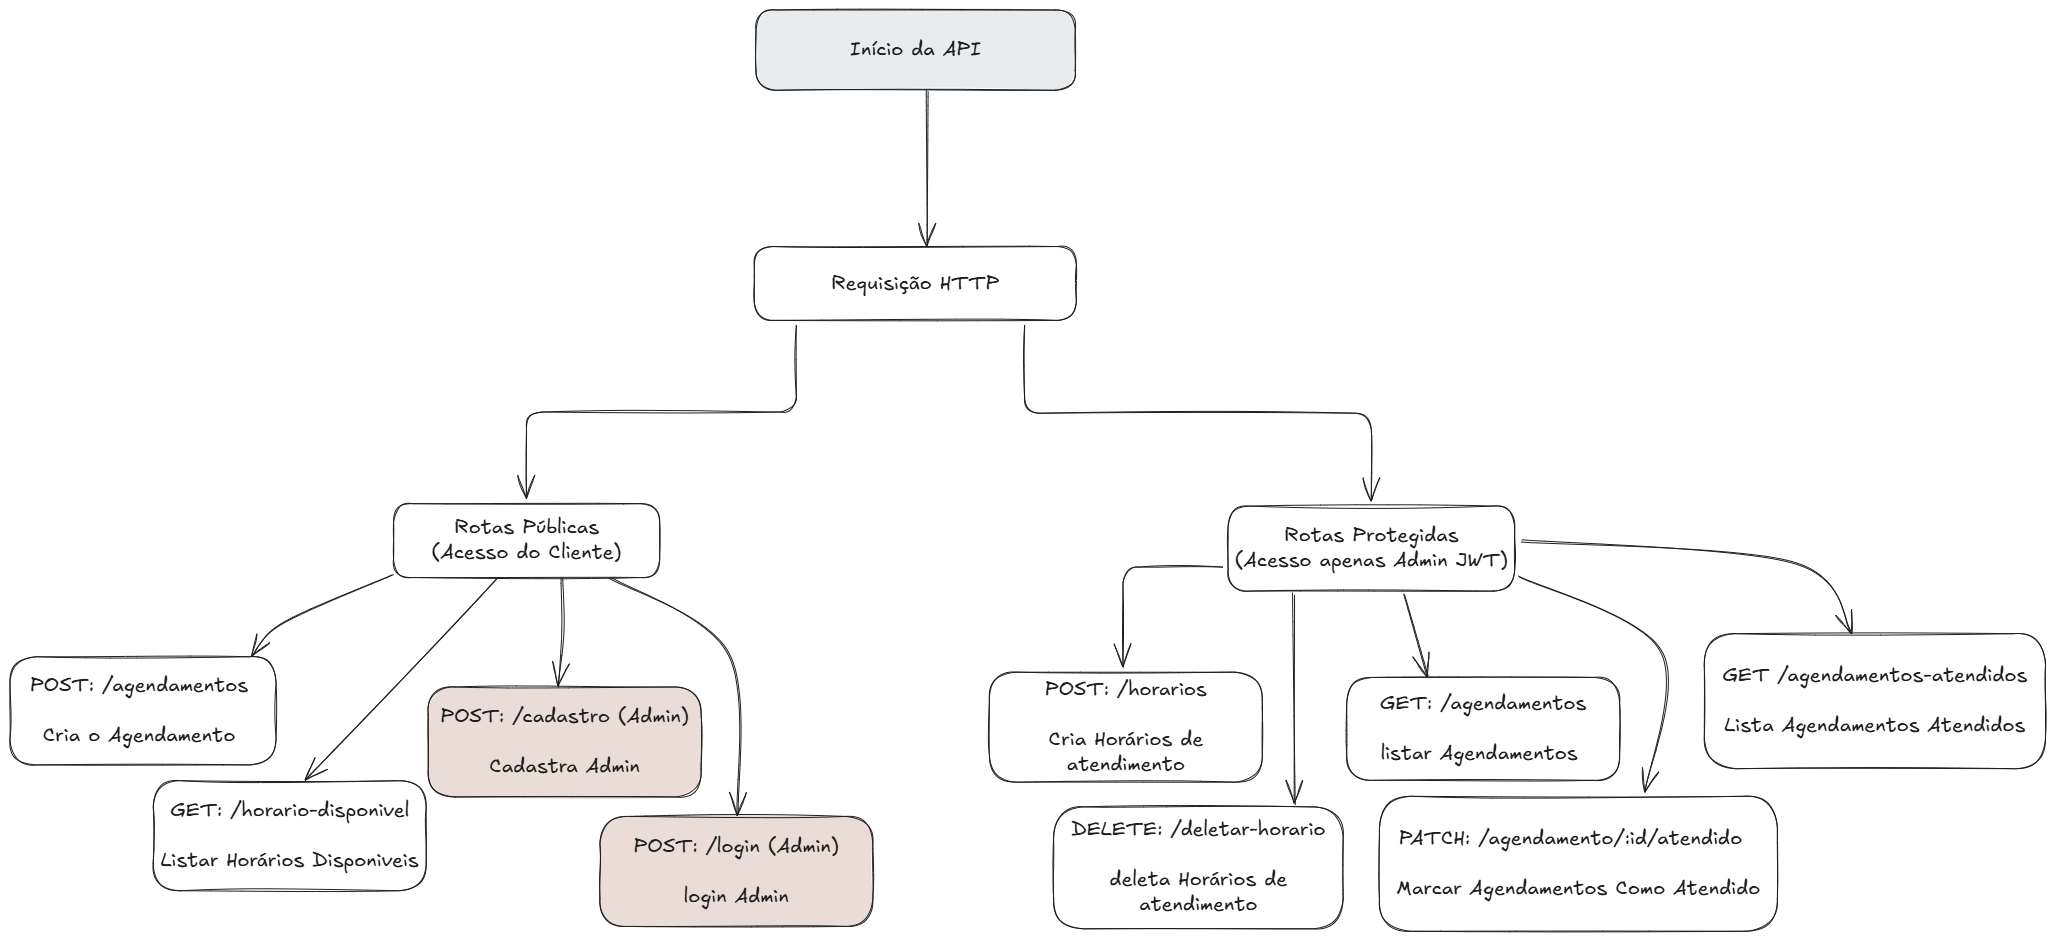 Início da API
Requisição HTTP
Rotas Públicas
(Acesso do Cliente)
Rotas Protegidas
(Acesso apenas Admin JWT)
POST: /agendamentos
Cria o Agendamento
GET: /horario-disponivel
Listar Horários Disponiveis
POST: /cadastro (Admin)
Cadastra Admin
POST: /login (Admin)
login Admin
POST: /horarios
Cria Horários de
atendimento
DELETE: /deletar-horario
deleta Horários de
atendimento
GET: /agendamentos
listar Agendamentos
PATCH: /agendamento/:id/atendido
Marcar Agendamentos Como Atendido
GET /agendamentos-atendidos
Lista Agendamentos Atendidos